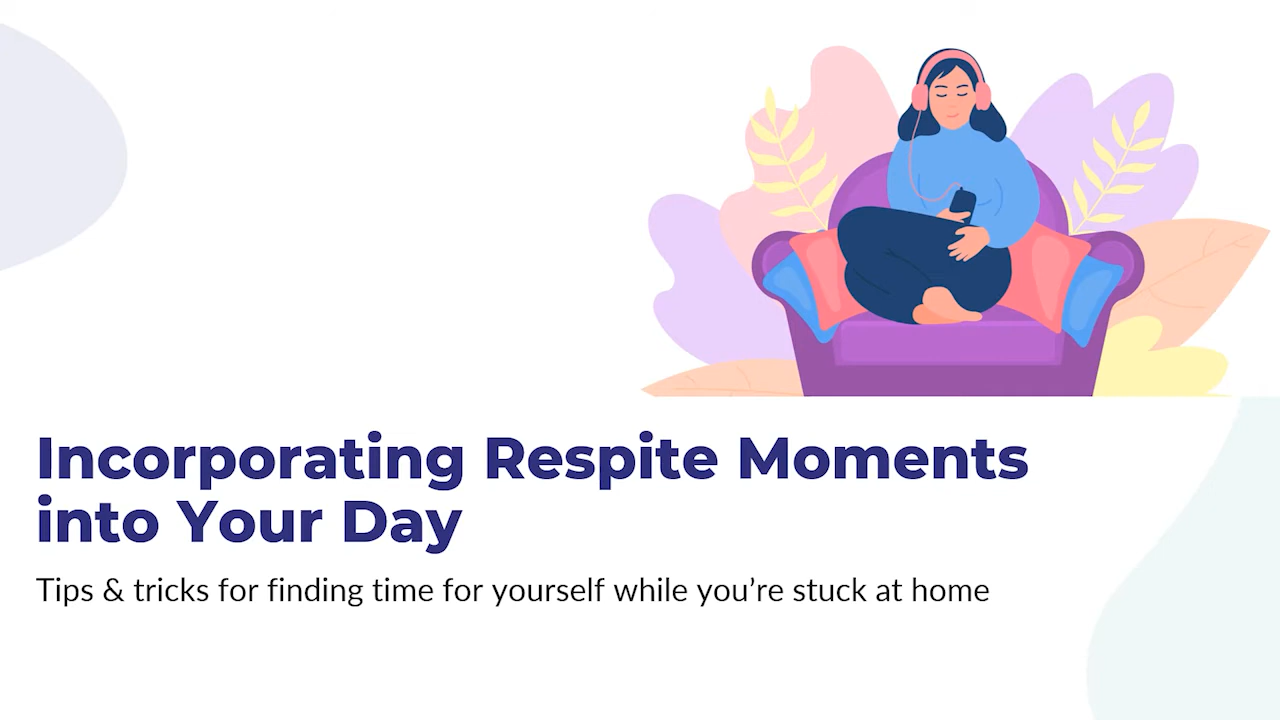 Incorporating Respite Moments
into Your Day
Tips & tricks for finding time for yourself while you’re stuck at home